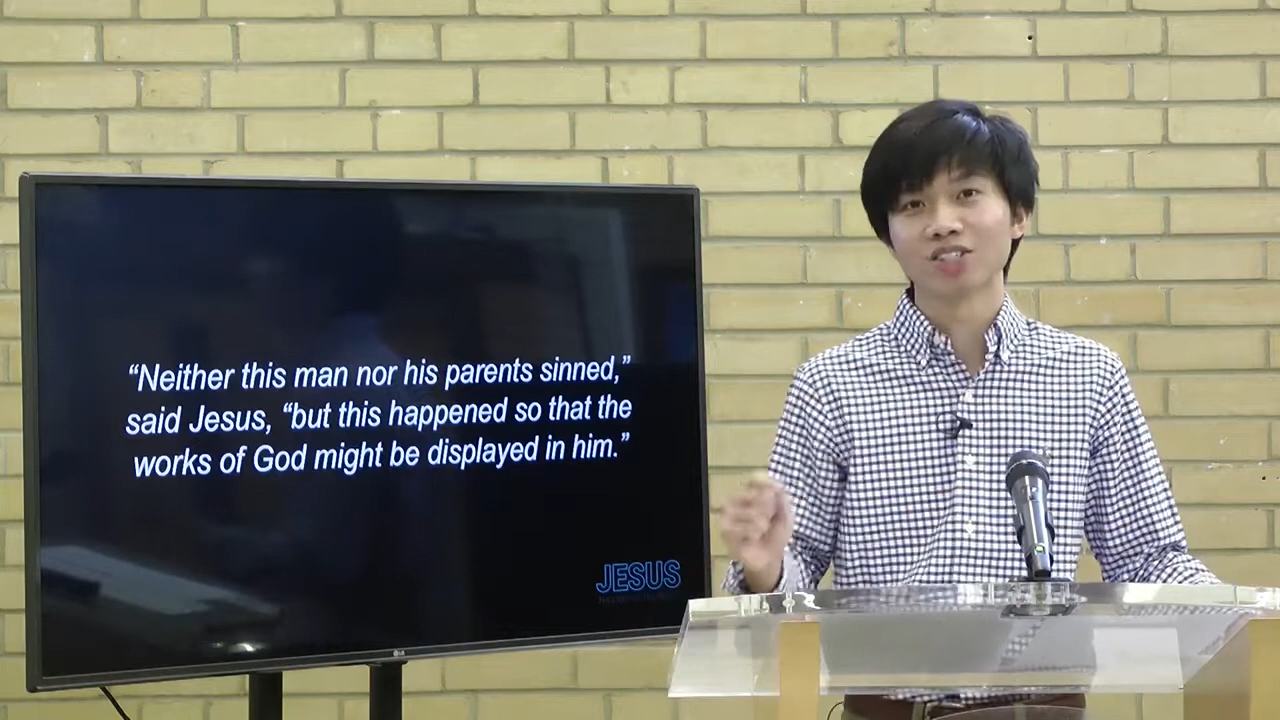 “Neither this man nor his parents sinned,”
said Jesus, “but this happened so that the
works of God might be displayed in him.”
JESUS
LG